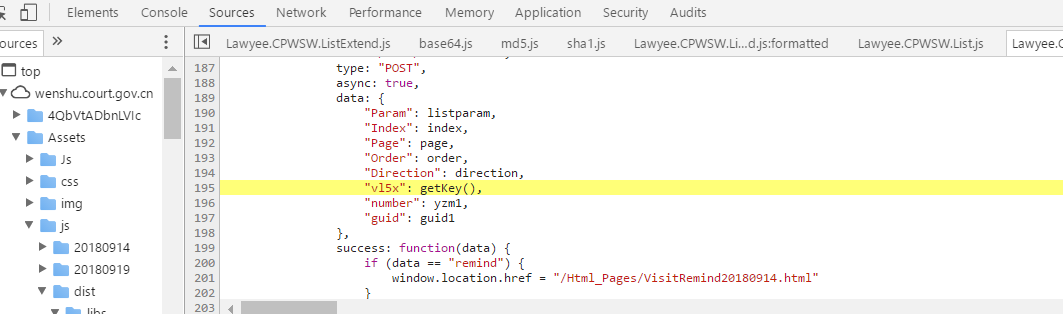 Elements Console Sources Network Performance Memory Application Security Audits
ources » Lawyee.CPWSW.ListExtend.js base64.js md5.js sha1.js Lawyee.CPWSW.Li...d.js:formatted Lawyee.CPWSW.List.js Lawyee.C
top
wenshu.court.gov.cn
4QbVtADbnLVIc
Assets
Js
css
img
js
20180914
20180919
dist
libs
187 type: "POST",
188 async: true,
189 data: {
190 "Param": listparam,
191 "Index": index,
192 "Page": page,
193 "Order": order,
194 "Direction": direction,
195 "vl5x": getKey(),
196 "number": yzm1,
197 "guid": guid1
198 },
199 success: function(data) {
200 if (data == "remind") {
201 window.location.href = "/Html_Pages/VisitRemind20180914.html"
202 }
203